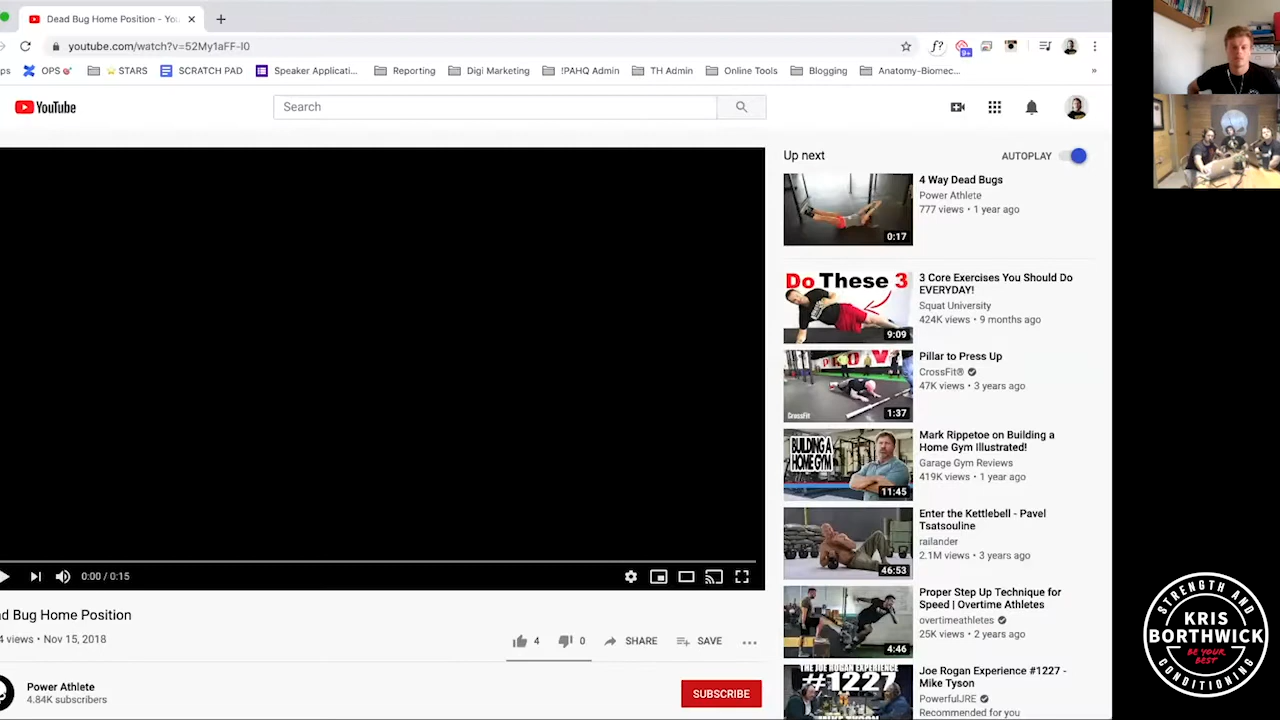 Dead Bug Home Position - You
youtube.com/watch?v=52My1aFF-I0
ps
OPS
STARS
SCRATCH PAD
Speaker Applicati...
Reporting
Digi Marketing
!PAHQ Admin
TH Admin
Online Tools
Blogging
Anatomy-Biomec...
»
YouTube
Search
Up next
AUTOPLAY
4 Way Dead Bugs
Power Athlete
777 views • 1 year ago
0:17
Do These 3
9:09
3 Core Exercises You Should Do
EVERYDAY!
Squat University
424K views • 9 months ago
CrossFit
1:37
Pillar to Press Up
CrossFit®
47K views • 3 years ago
BUILDING A
HOME GYM
11:45
Mark Rippetoe on Building a
Home Gym Illustrated!
Garage Gym Reviews
419K views • 1 year ago
46:53
Enter the Kettlebell - Pavel
Tsatsouline
railander
2.1M views • 3 years ago
4:46
Proper Step Up Technique for
Speed | Overtime Athletes
overtimeathletes
25K views • 2 years ago
THE JOE ROGAN EXPERIENCE
#1227
Joe Rogan Experience #1227 -
Mike Tyson
PowerfulJRE
Recommended for you
0:00 / 0:15
ad Bug Home Position
4 views • Nov 15, 2018
4
0
SHARE
SAVE
Power Athlete
4.84K subscribers
SUBSCRIBE
STRENGTH AND
KRIS
BORTHWICK
BE YOUR
BEST
CONDITIONING